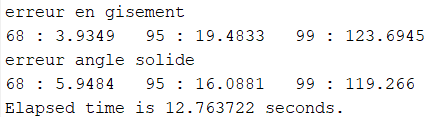 erreur en gisement
68 : 3.9349   95 : 19.4833   99 : 123.6945
erreur angle solide
68 : 5.9484   95 : 16.0881   99 : 119.266
Elapsed time is 12.763722 seconds.